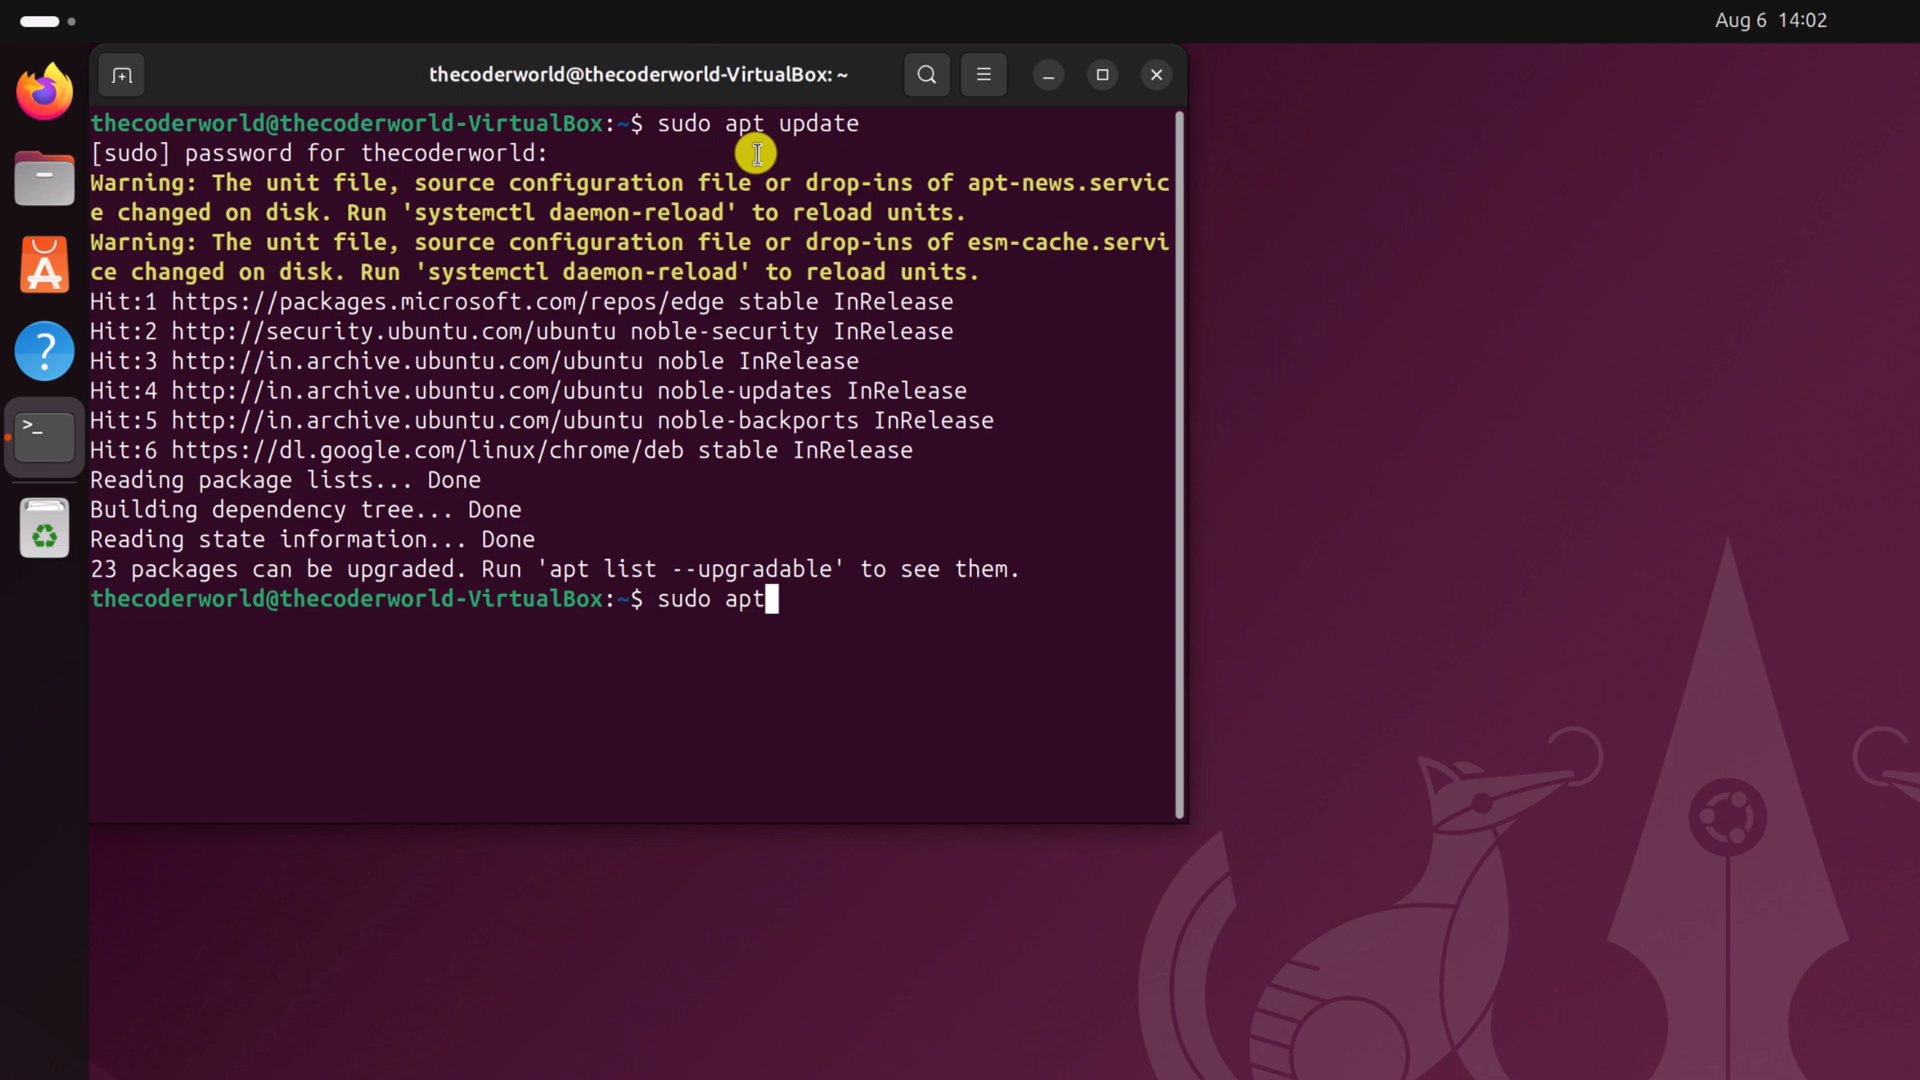 Aug 6 14:02
thecoderworld@thecoderworld-VirtualBox: ~
thecoderworld@thecoderworld-VirtualBox:~$ sudo apt update
[sudo] password for thecoderworld:
Warning: The unit file, source configuration file or drop-ins of apt-news.servic
e changed on disk. Run 'systemctl daemon-reload' to reload units.
Warning: The unit file, source configuration file or drop-ins of esm-cache.servi
ce changed on disk. Run 'systemctl daemon-reload' to reload units.
Hit:1 https://packages.microsoft.com/repos/edge stable InRelease
Hit:2 http://security.ubuntu.com/ubuntu noble-security InRelease
Hit:3 http://in.archive.ubuntu.com/ubuntu noble InRelease
Hit:4 http://in.archive.ubuntu.com/ubuntu noble-updates InRelease
Hit:5 http://in.archive.ubuntu.com/ubuntu noble-backports InRelease
Hit:6 https://dl.google.com/linux/chrome/deb stable InRelease
Reading package lists... Done
Building dependency tree... Done
Reading state information... Done
23 packages can be upgraded. Run 'apt list --upgradable' to see them.
thecoderworld@thecoderworld-VirtualBox:~$ sudo apt